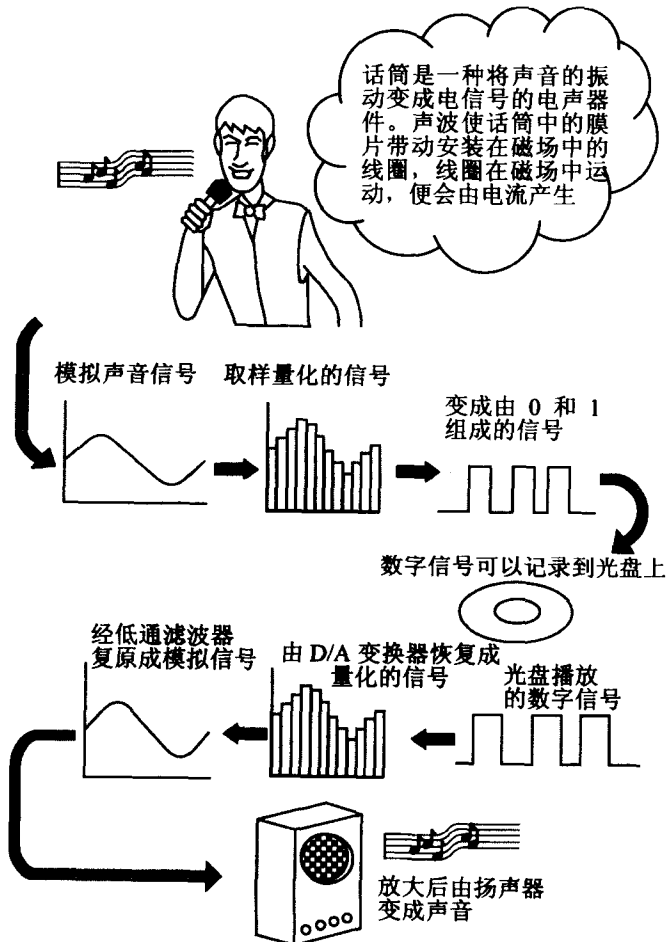 话筒是一种将声音的振
动变成电信号的电声器
件。声波使话筒中的膜
片带动安装在磁场中的
线圈，线圈在磁场中运
动，便会由电流产生
模拟声音信号
取样量化的信号
变成由 0 和 1
组成的信号
数字信号可以记录到光盘上
经低通滤波器
复原成模拟信号
由 D/A 变换器恢复成
量化的信号
光盘播放
的数字信号
放大后由扬声器
变成声音